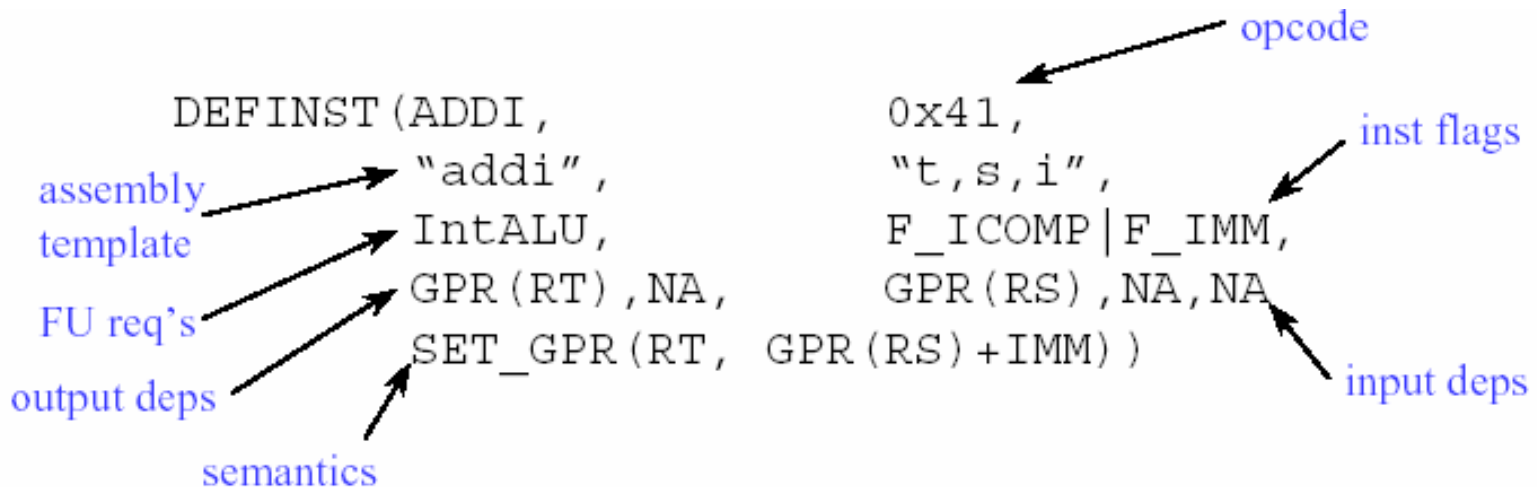 opcode
DEFINST(ADDI, 0x41,
inst flags
assembly template
“addi”, “t,s,i”,
IntALU, F_ICOMP|F_IMM,
FU req's
GPR(RT),NA, GPR(RS),NA,NA
output deps
SET_GPR(RT, GPR(RS)+IMM))
input deps
semantics